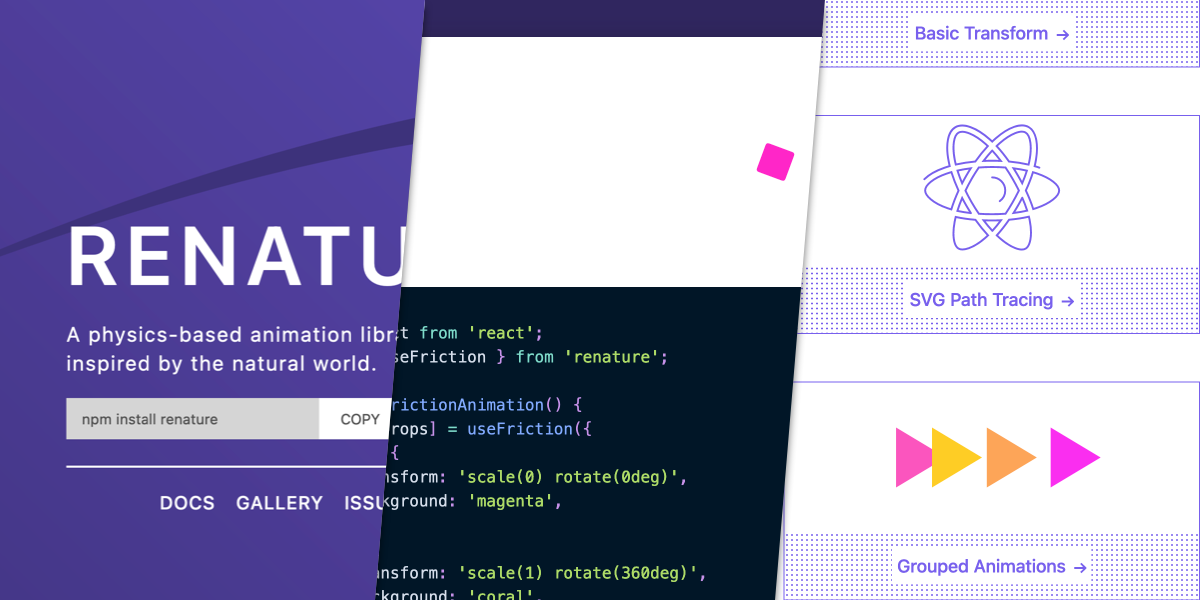 RENATU
A physics-based animation libr
inspired by the natural world.
npm install renature
COPY
DOCS GALLERY ISSU
t from 'react';
seFriction } from 'renature';
rictionAnimation() {
rops] = useFriction({
{
nsform: 'scale(0) rotate(0deg)',
kground: 'magenta',
ansform: 'scale(1) rotate(360deg)',
ckground: 'coral',
Basic Transform →
SVG Path Tracing →
Grouped Animations →